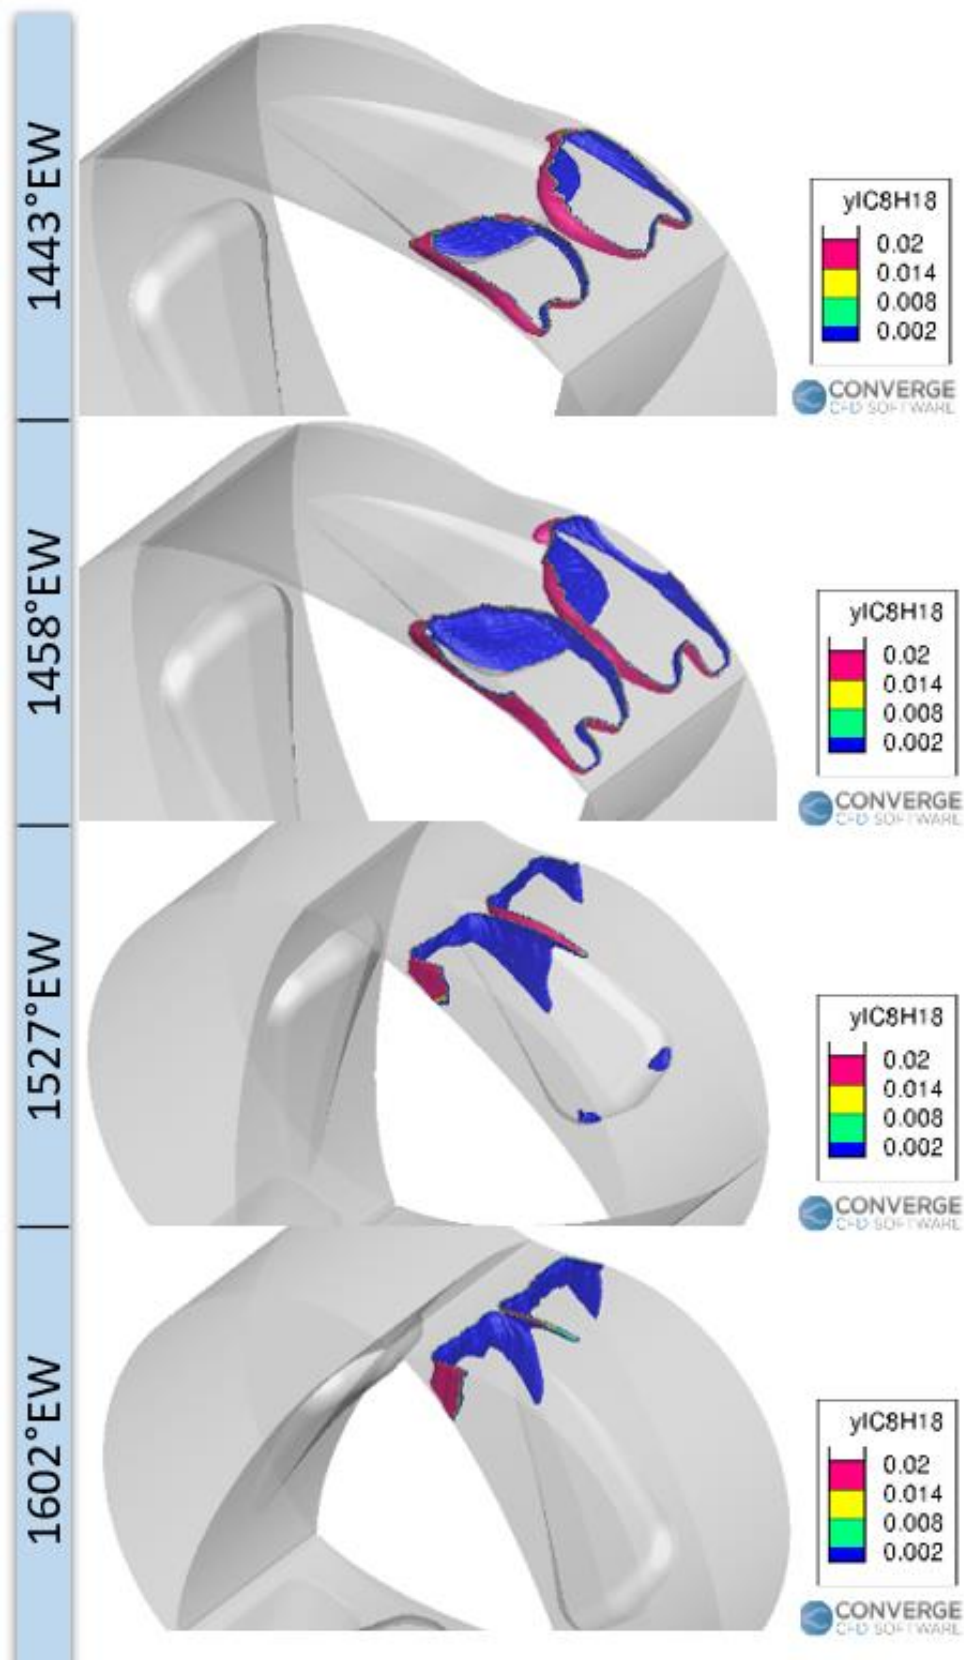 1443°EW
yIC8H18
0.02
0.014
0.008
0.002
CONVERGE
CFD SOFTWARE
1458°EW
yIC8H18
0.02
0.014
0.008
0.002
CONVERGE
CFD SOFTWARE
1527°EW
yIC8H18
0.02
0.014
0.008
0.002
CONVERGE
CFD SOFTWARE
1602°EW
yIC8H18
0.02
0.014
0.008
0.002
CONVERGE
CFD SOFTWARE